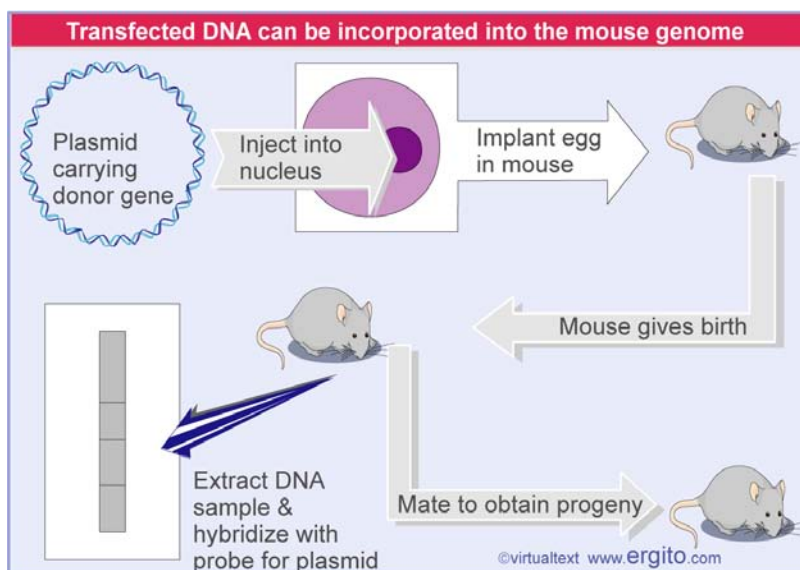 Transfected DNA can be incorporated into the mouse genome
Plasmid
carrying
donor gene
Inject into
nucleus
Implant egg
in mouse
Mouse gives birth
Extract DNA
sample &
hybridize with
probe for plasmid
Mate to obtain progeny
©virtualtext www.ergito.com